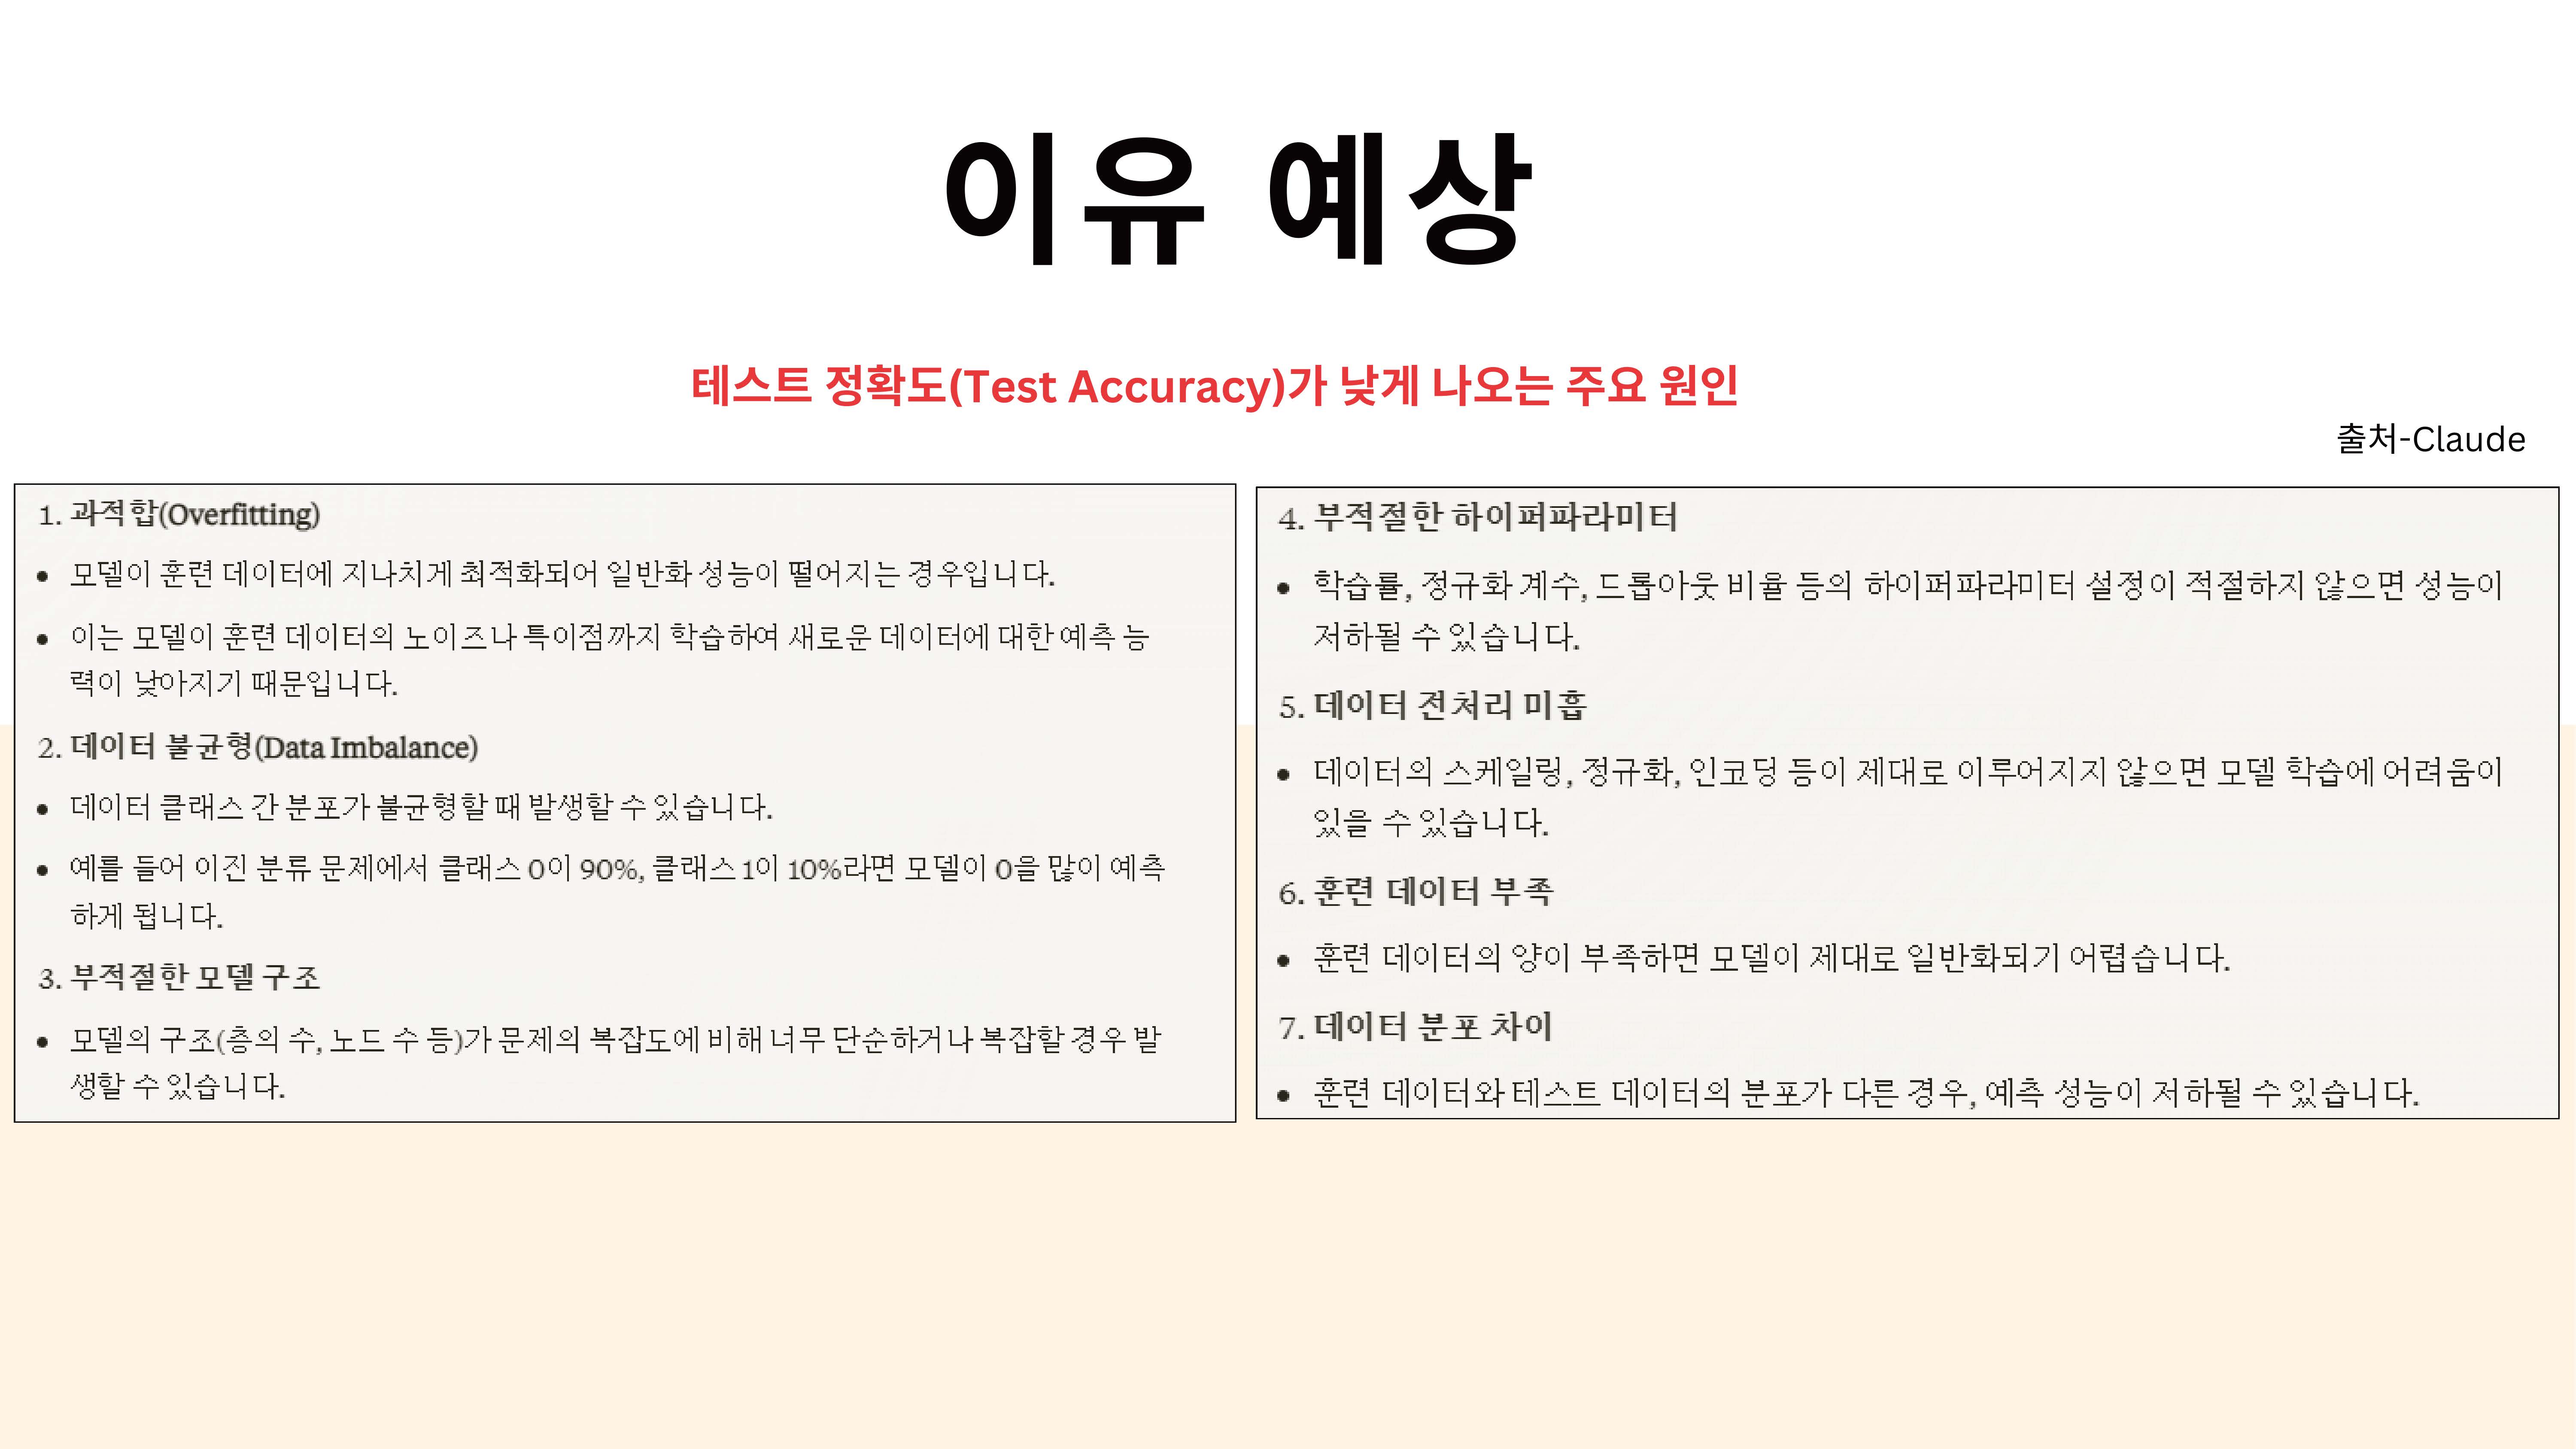 이유 예상
테스트 정확도(Test Accuracy)가 낮게 나오는 주요 원인
출처-Claude
1. 과적합(Overfitting)
• 모델이 훈련 데이터에 지나치게 최적화되어 일반화 성능이 떨어지는 경우입니다.
• 이는 모델이 훈련 데이터의 노이즈나 특이점까지 학습하여 새로운 데이터에 대한 예측 능
력이 낮아지기 때문입니다.
2. 데이터 불균형(Data Imbalance)
• 데이터 클래스 간 분포가 불균형할 때 발생할 수 있습니다.
• 예를 들어 이진 분류 문제에서 클래스 0이 90%, 클래스 1이 10%라면 모델이 0을 많이 예측
하게 됩니다.
3. 부적절한 모델 구조
• 모델의 구조(층의 수, 노드 수 등)가 문제의 복잡도에 비해 너무 단순하거나 복잡할 경우 발
생할 수 있습니다.
4. 부적절한 하이퍼파라미터
• 학습률, 정규화 계수, 드롭아웃 비율 등의 하이퍼파라미터 설정이 적절하지 않으면 성능이
저하될 수 있습니다.
5. 데이터 전처리 미흡
• 데이터의 스케일링, 정규화, 인코딩 등이 제대로 이루어지지 않으면 모델 학습에 어려움이
있을 수 있습니다.
6. 훈련 데이터 부족
• 훈련 데이터의 양이 부족하면 모델이 제대로 일반화되기 어렵습니다.
7. 데이터 분포 차이
• 훈련 데이터와 테스트 데이터의 분포가 다른 경우, 예측 성능이 저하될 수 있습니다.